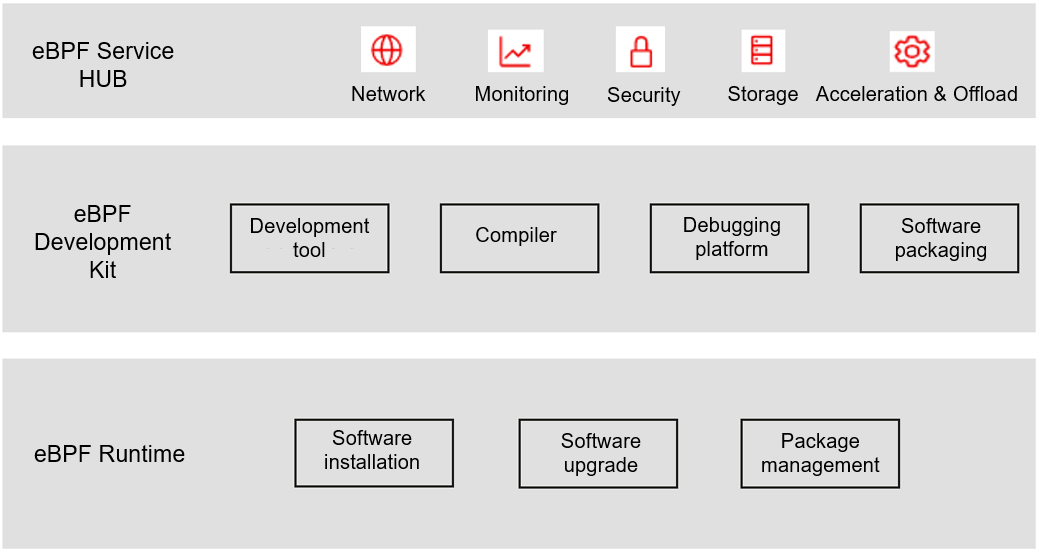 eBPF Service
HUB
Network
Monitoring
Security
Storage
Acceleration & Offload
eBPF
Development
Kit
Development
tool
Compiler
Debugging
platform
Software
packaging
eBPF Runtime
Software
installation
Software
upgrade
Package
management